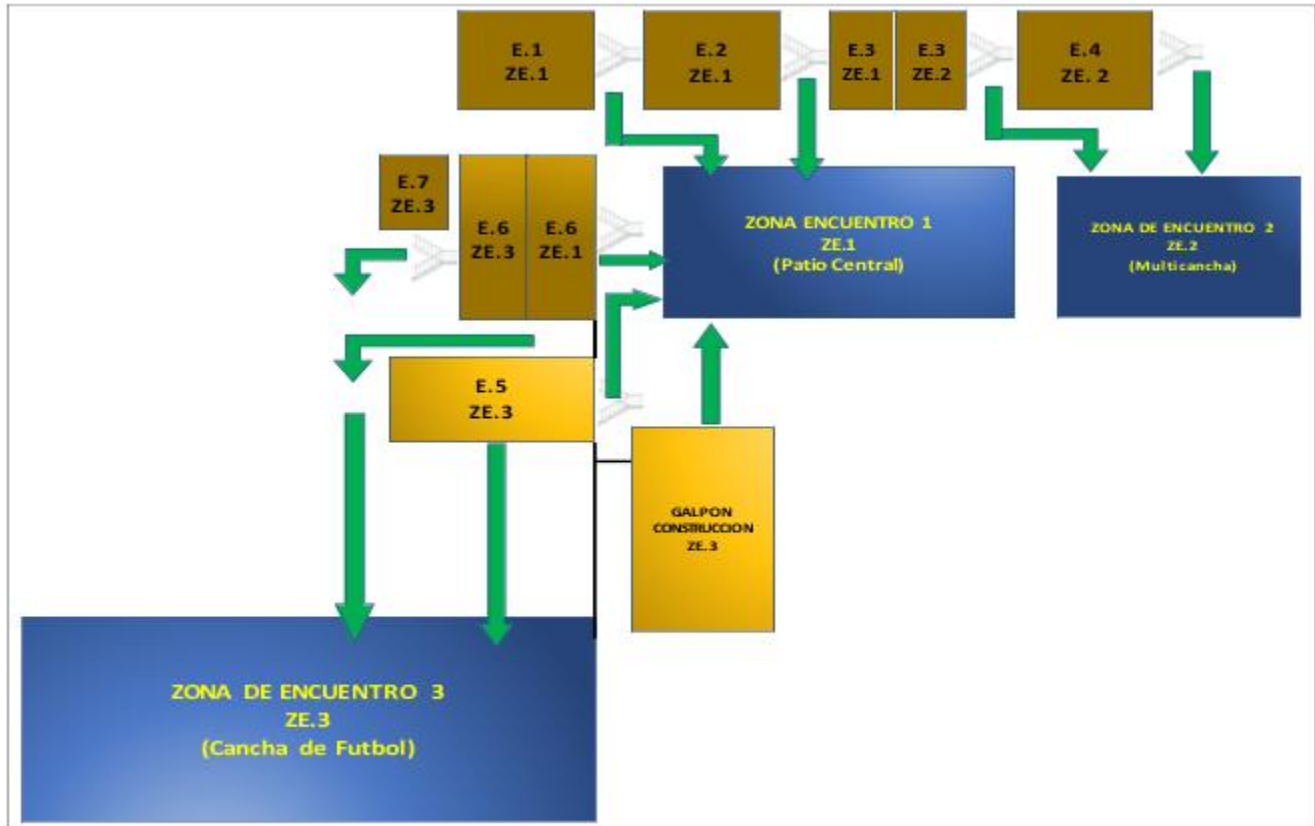 E.1
ZE.1
E.2
ZE.1
E.3
ZE.1
E.3
ZE.2
E.4
ZE. 2
E.7
ZE.3
E.6
ZE.3
E.6
ZE.1
ZONA ENCUENTRO 1
ZE.1
(Patio Central)
ZONA DE ENCUENTRO 2
ZE.2
(Multicancha)
E.5
ZE.3
GALPON
CONSTRUCCION
ZE.3
ZONA DE ENCUENTRO 3
ZE.3
(Cancha de Futbol)